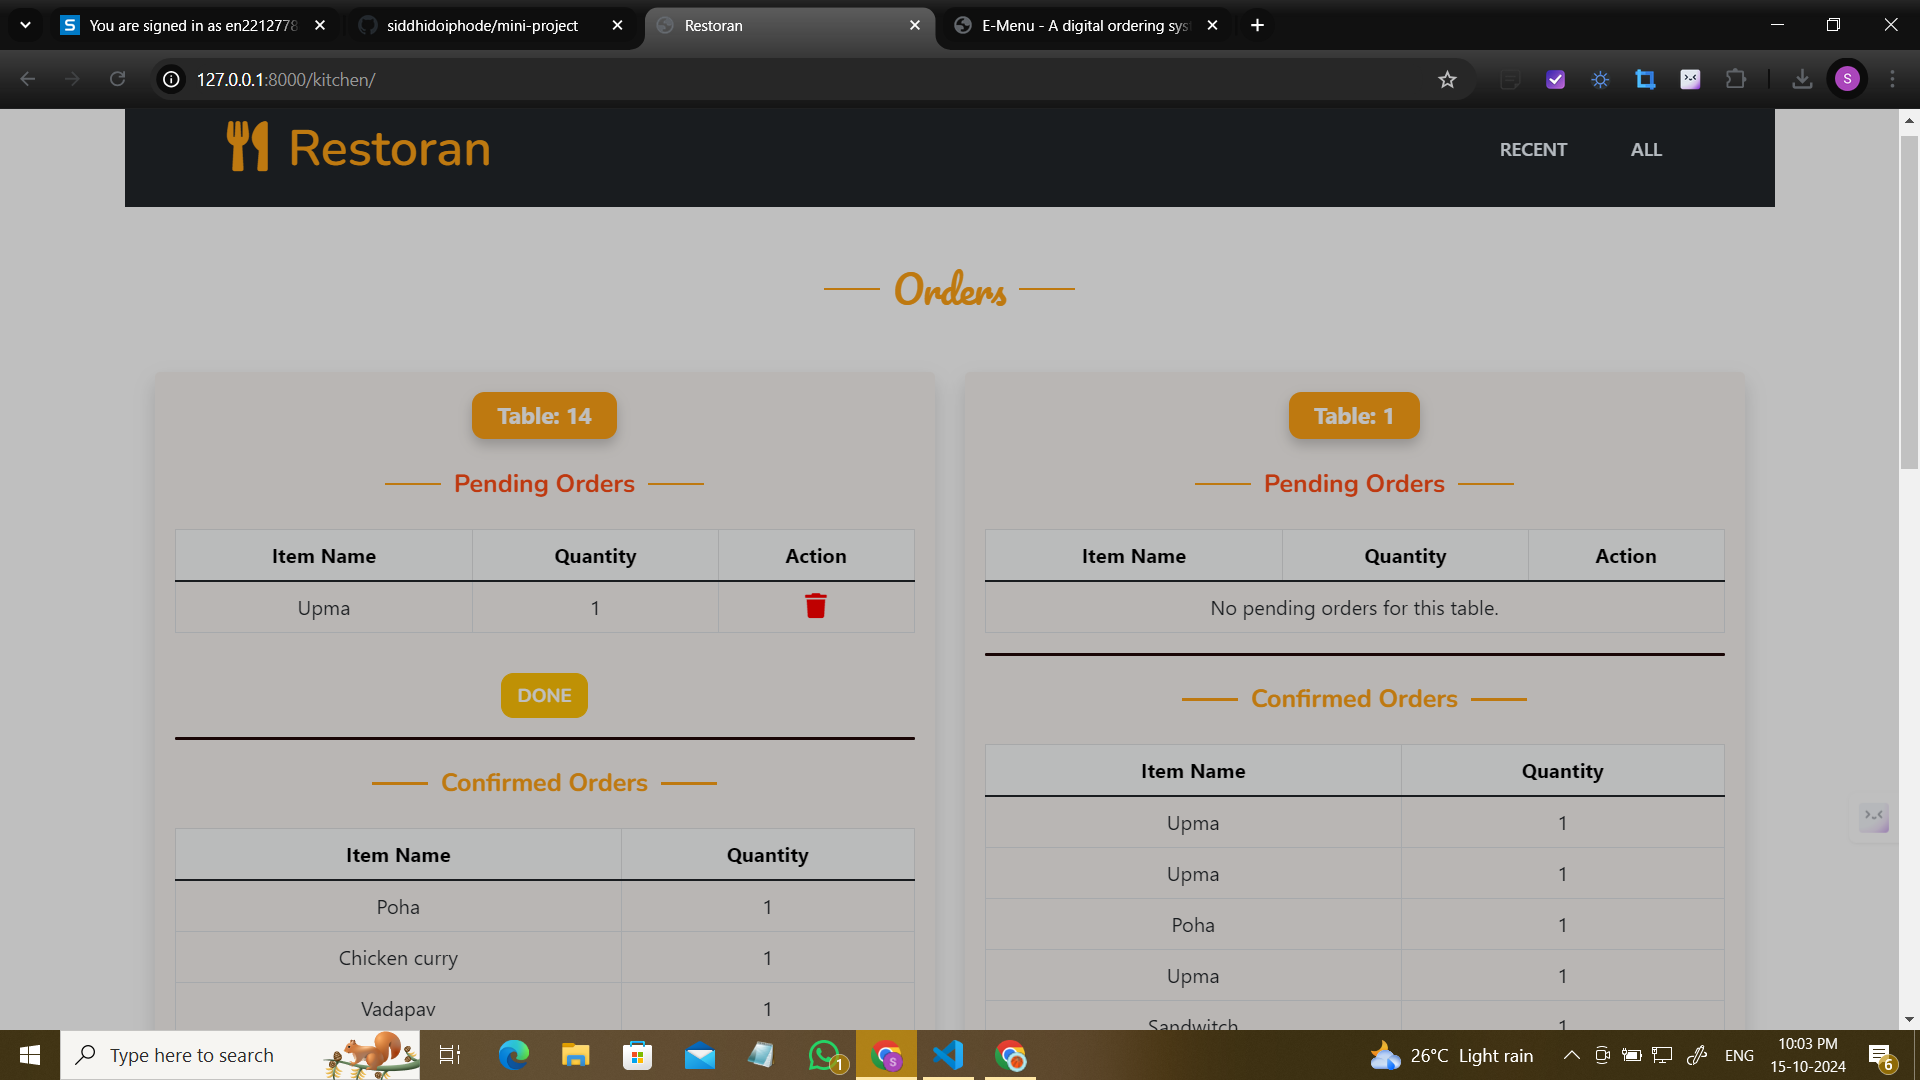 You are signed in as en2212778
siddhidoiphode/mini-project
Restoran
E-Menu - A digital ordering sys
127.0.0.1:8000/kitchen/
S
Restoran
RECENT
ALL
Orders
Table: 14
Pending Orders
Item Name Quantity Action
Upma 1
DONE
Confirmed Orders
Item Name Quantity
Poha 1
Chicken curry 1
Vadapav 1
Table: 1
Pending Orders
Item Name Quantity Action
No pending orders for this table.
Confirmed Orders
Item Name Quantity
Upma 1
Upma 1
Poha 1
Upma 1
Sandwitch 1
Type here to search
1
S
26°C Light rain
ENG
10:03 PM
15-10-2024
6